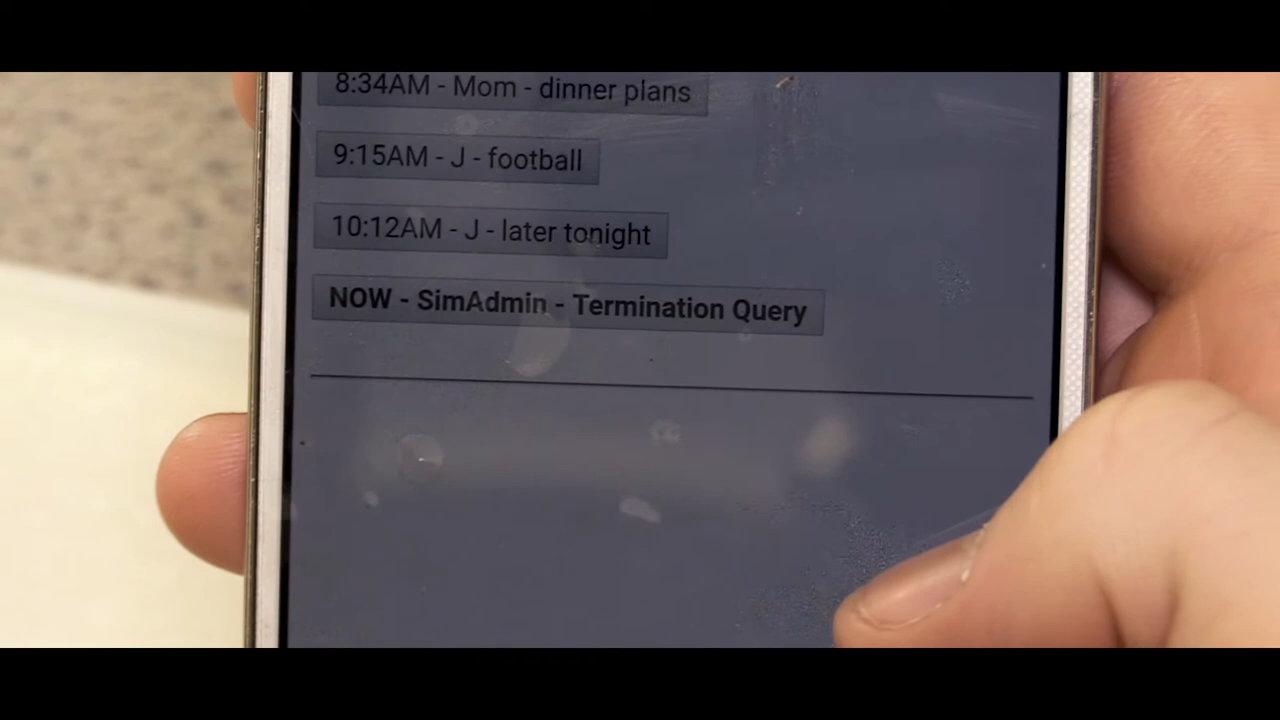 8:34AM - Mom - dinner plans
9:15AM - J - football
10:12AM - J - later tonight
NOW - SimAdmin - Termination Query